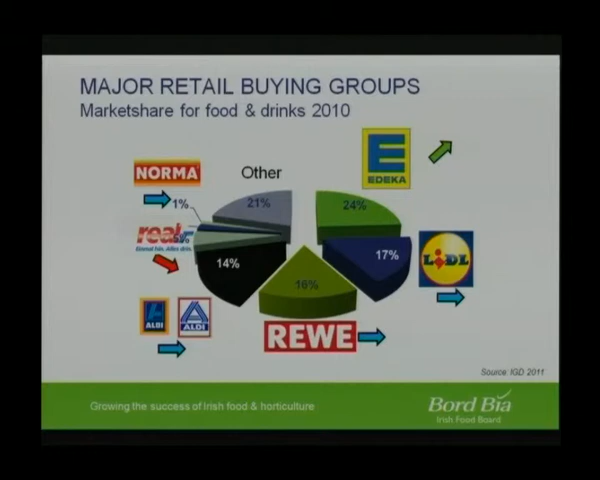 MAJOR RETAIL BUYING GROUPS
Marketshare for food & drinks 2010
NORMA
Other
E
EDEKA
1%
21%
24%
real
14%
17%
LiDL
16%
ALDI
ALDI
REWE
Source: IGD 2011
Growing the success of Irish food & horticulture
Bord Bia
Irish Food Board